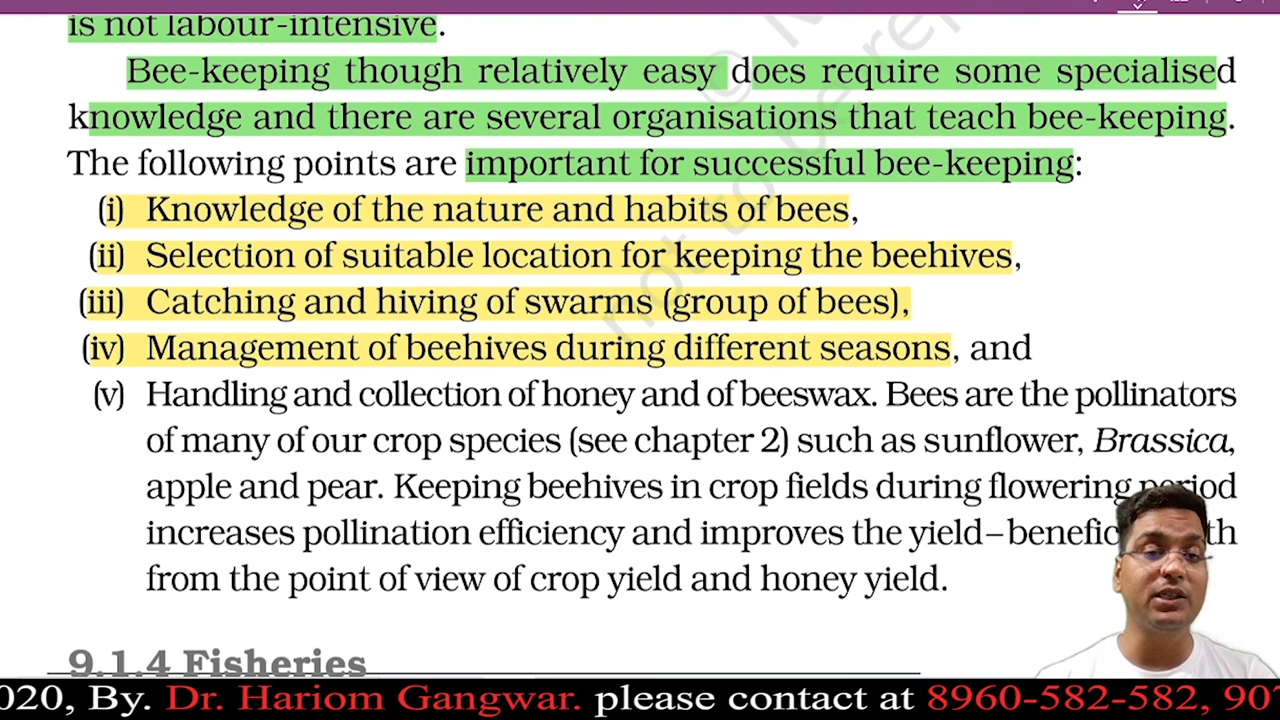 is not labour-intensive.
Bee-keeping though relatively easy does require some specialised
knowledge and there are several organisations that teach bee-keeping.
The following points are important for successful bee-keeping:
(i) Knowledge of the nature and habits of bees,
(ii) Selection of suitable location for keeping the beehives,
(iii) Catching and hiving of swarms (group of bees),
(iv) Management of beehives during different seasons, and
(v) Handling and collection of honey and of beeswax. Bees are the pollinators
of many of our crop species (see chapter 2) such as sunflower, Brassica,
apple and pear. Keeping beehives in crop fields during flowering period
increases pollination efficiency and improves the yield–
from the point of view of crop yield and honey yield.
9.1.4 Fisheries
020, By. Dr. Hariom Gangwar. please contact at 8960-582-582, 90
not to be